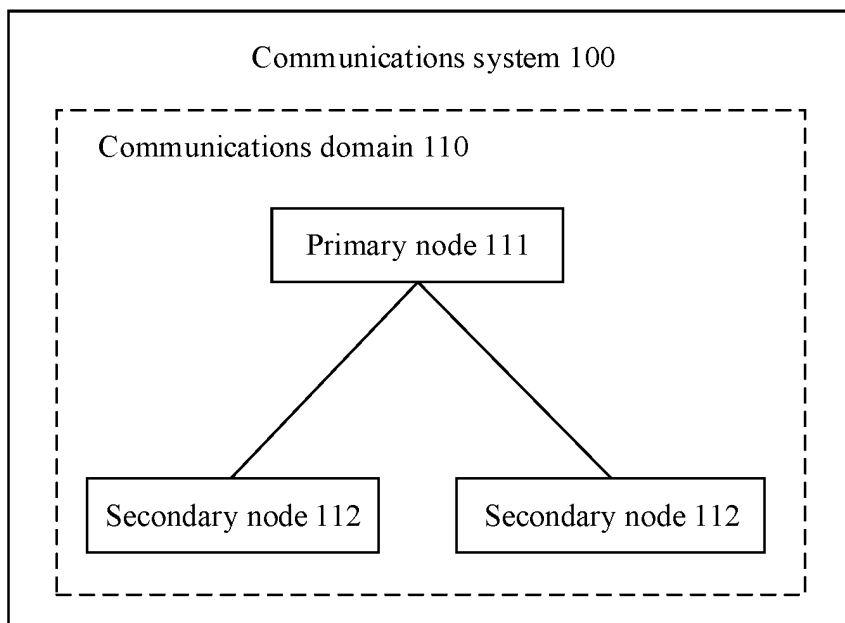 Communications system 100
Communications domain 110
Primary node 111
Secondary node 112
Secondary node 112